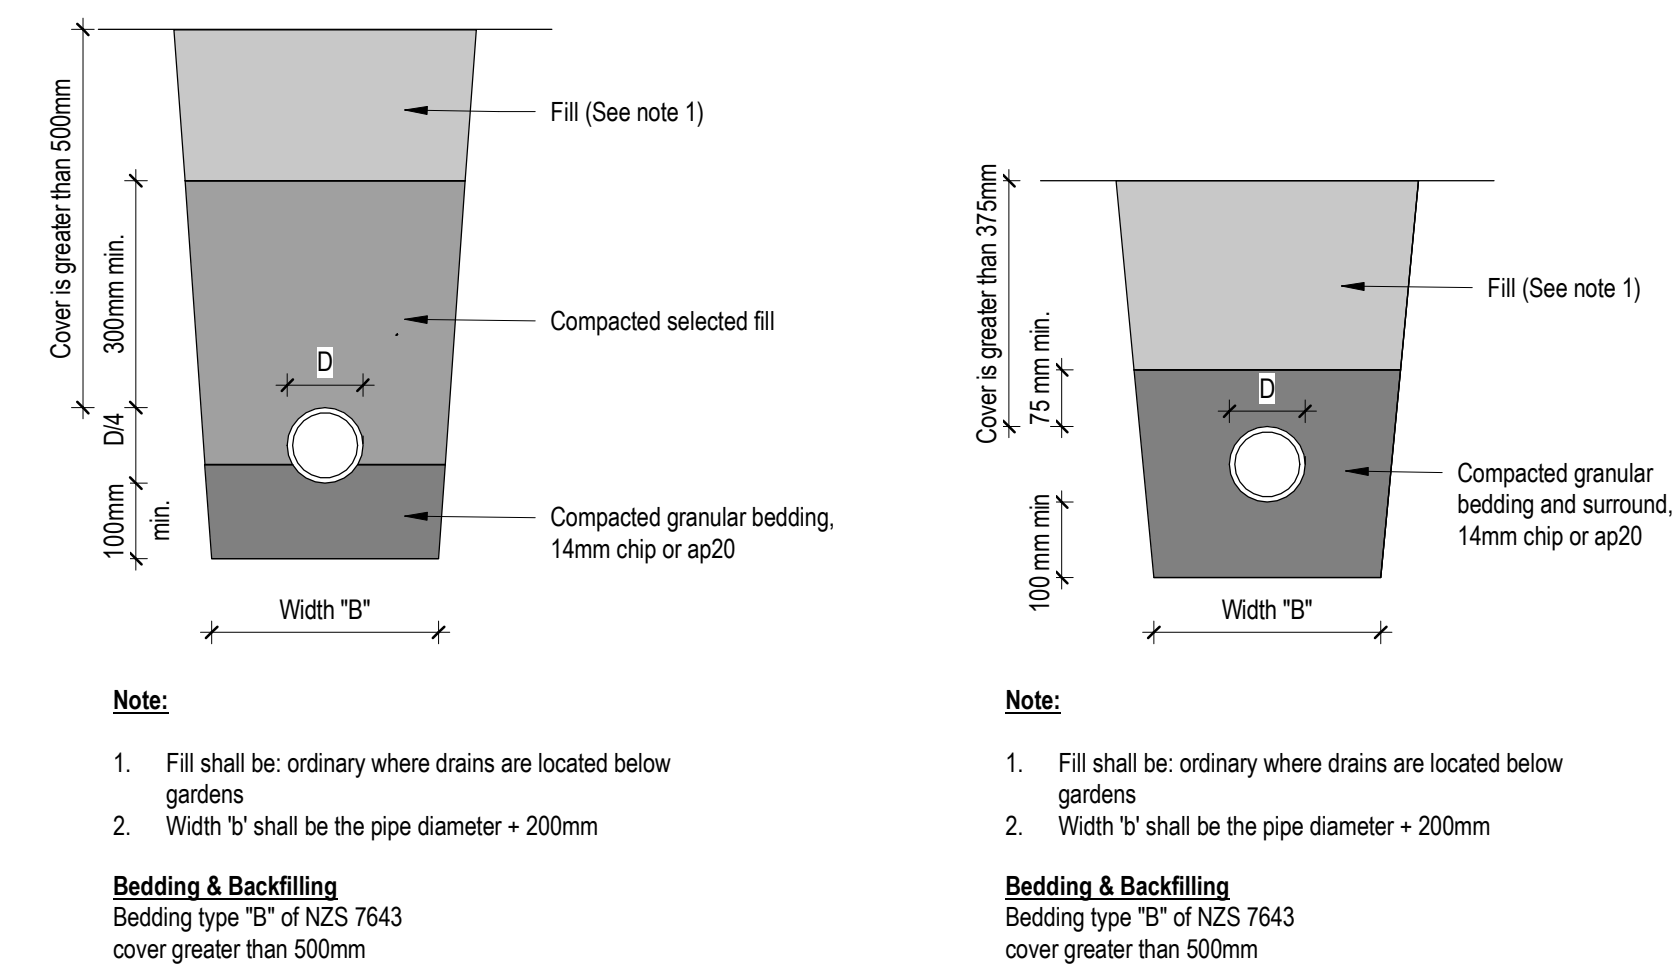 Cover is greater than 500mm
300mm min.
D/4
100mm
min.
D
Fill (See note 1)
Compacted selected fill
Compacted granular bedding,
14mm chip or ap20
Width "B"
Note:
1. Fill shall be: ordinary where drains are located below
gardens
2. Width 'b' shall be the pipe diameter + 200mm
Bedding & Backfilling
Bedding type "B" of NZS 7643
cover greater than 500mm
Cover is greater than 375mm
75 mm min.
100 mm min
D
Fill (See note 1)
Compacted granular
bedding and surround,
14mm chip or ap20
Width "B"
Note:
1. Fill shall be: ordinary where drains are located below
gardens
2. Width 'b' shall be the pipe diameter + 200mm
Bedding & Backfilling
Bedding type "B" of NZS 7643
cover greater than 500mm